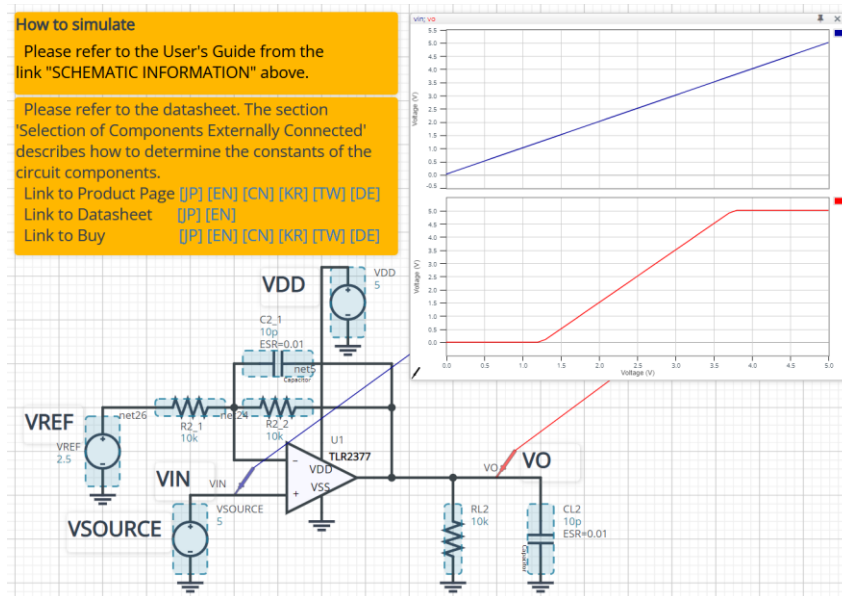 How to simulate
Please refer to the User's Guide from the
link "SCHEMATIC INFORMATION" above.
Please refer to the datasheet. The section
'Selection of Components Externally Connected'
describes how to determine the constants of the
circuit components.
Link to Product Page [JP] [EN] [CN] [KR] [TW] [DE]
Link to Datasheet [JP] [EN]
Link to Buy [JP] [EN] [CN] [KR] [TW] [DE]
vin; vo
5.5
5.0
4.5
4.0
3.5
3.0
2.5
2.0
1.5
1.0
0.5
0.0
-0.5
Voltage (V)
5.0
4.5
4.0
3.5
3.0
2.5
2.0
1.5
1.0
0.5
0.0
Voltage (V)
0.0 0.5 1.0 1.5 2.0 2.5 3.0 3.5 4.0 4.5 5.0
Voltage (V)
VDD
VDD
5
C2_1
10p
ESR=0.01
net5
Capacitor
net26
R2_1
10k
net24
R2_2
10k
VREF
VREF
2.5
U1
TLR2377
VDD
VSS
VIN
VIN
VSOURCE
VSOURCE
5
VO
VO
RL2
10k
CL2
10p
ESR=0.01
Capacitor